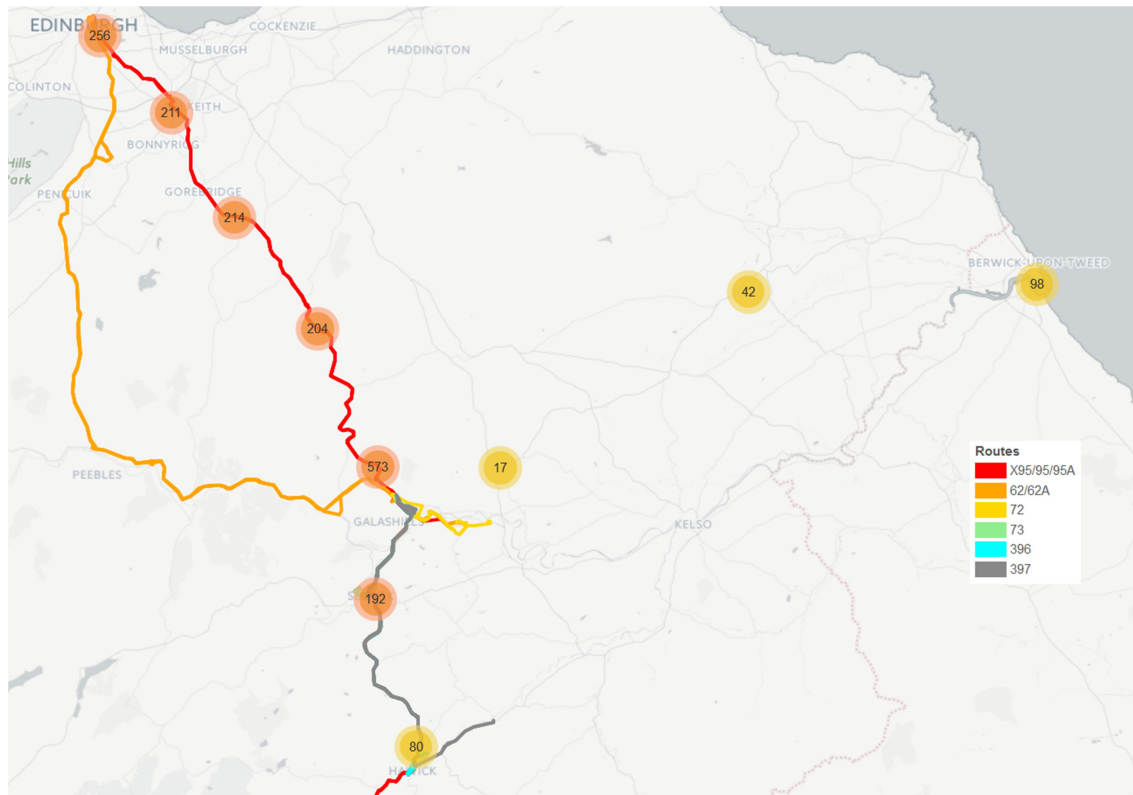 EDINBURGH
COCKENZIE
256
MUSSELBURGH
HADDINGTON
COLINTON
211
KEITH
BONNYRIGG
Hills
Park
PENICUIK
GOREBRIDGE
214
BERWICK-UPON-TWEED
42
98
204
PEEBLES
573
17
GALASHIELS
KELSO
192
80
HAWICK
Routes
X95/95/95A
62/62A
72
73
396
397